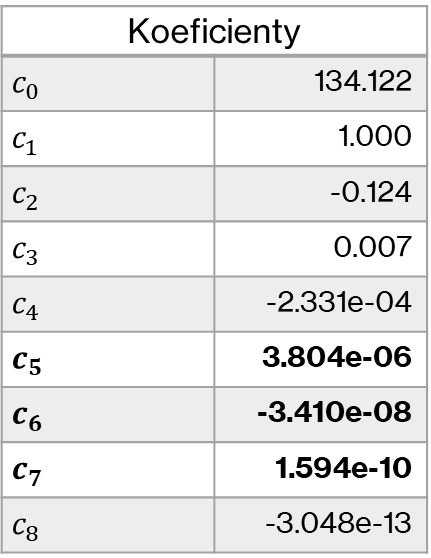 Koeficienty
c₀ 134.122
c₁ 1.000
c₂ -0.124
c₃ 0.007
c₄ -2.331e-04
c₅ 3.804e-06
c₆ -3.410e-08
c₇ 1.594e-10
c₈ -3.048e-13